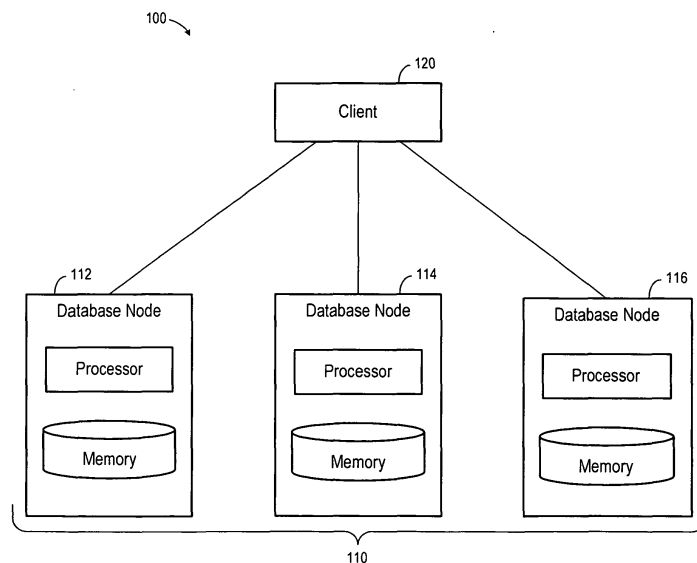 100
120
Client
112
114
116
Database Node
Database Node
Database Node
Processor
Processor
Processor
Memory
Memory
Memory
110